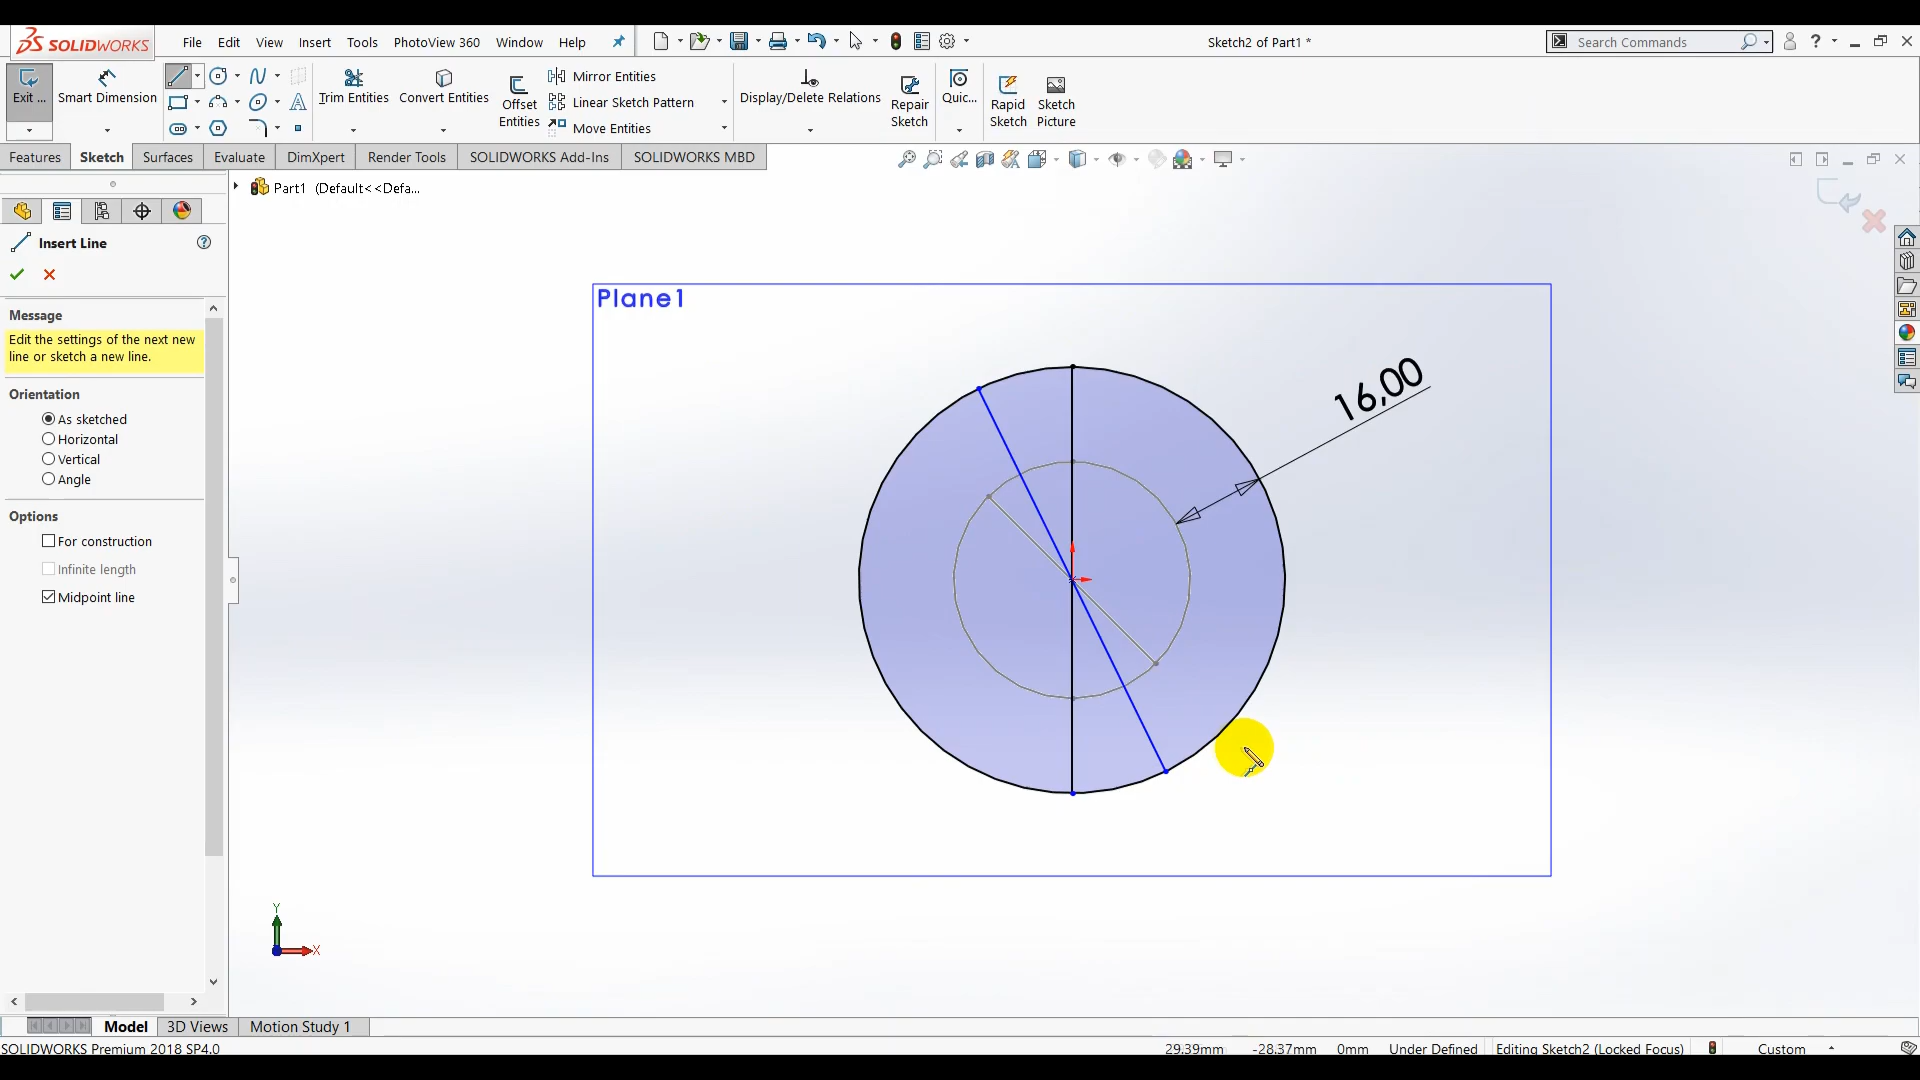 SOLIDWORKS
File Edit View Insert Tools PhotoView 360 Window Help
Sketch2 of Part1 *
Search Commands
?
Exit ...
Smart Dimension
Trim Entities
Convert Entities
Offset Entities
Mirror Entities
Linear Sketch Pattern
Move Entities
Display/Delete Relations
Repair Sketch
Quic...
Rapid Sketch
Sketch Picture
Features Sketch Surfaces Evaluate DimXpert Render Tools SOLIDWORKS Add-Ins SOLIDWORKS MBD
Part1 (Default<<Defa...
Insert Line
?
Message
Edit the settings of the next new
line or sketch a new line.
Orientation
As sketched
Horizontal
Vertical
Angle
Options
For construction
Infinite length
Midpoint line
Plane1
16,00
Y
X
Model 3D Views Motion Study 1
SOLIDWORKS Premium 2018 SP4.0
29.39mm -28.37mm 0mm Under Defined Editing Sketch2 (Locked Focus) Custom